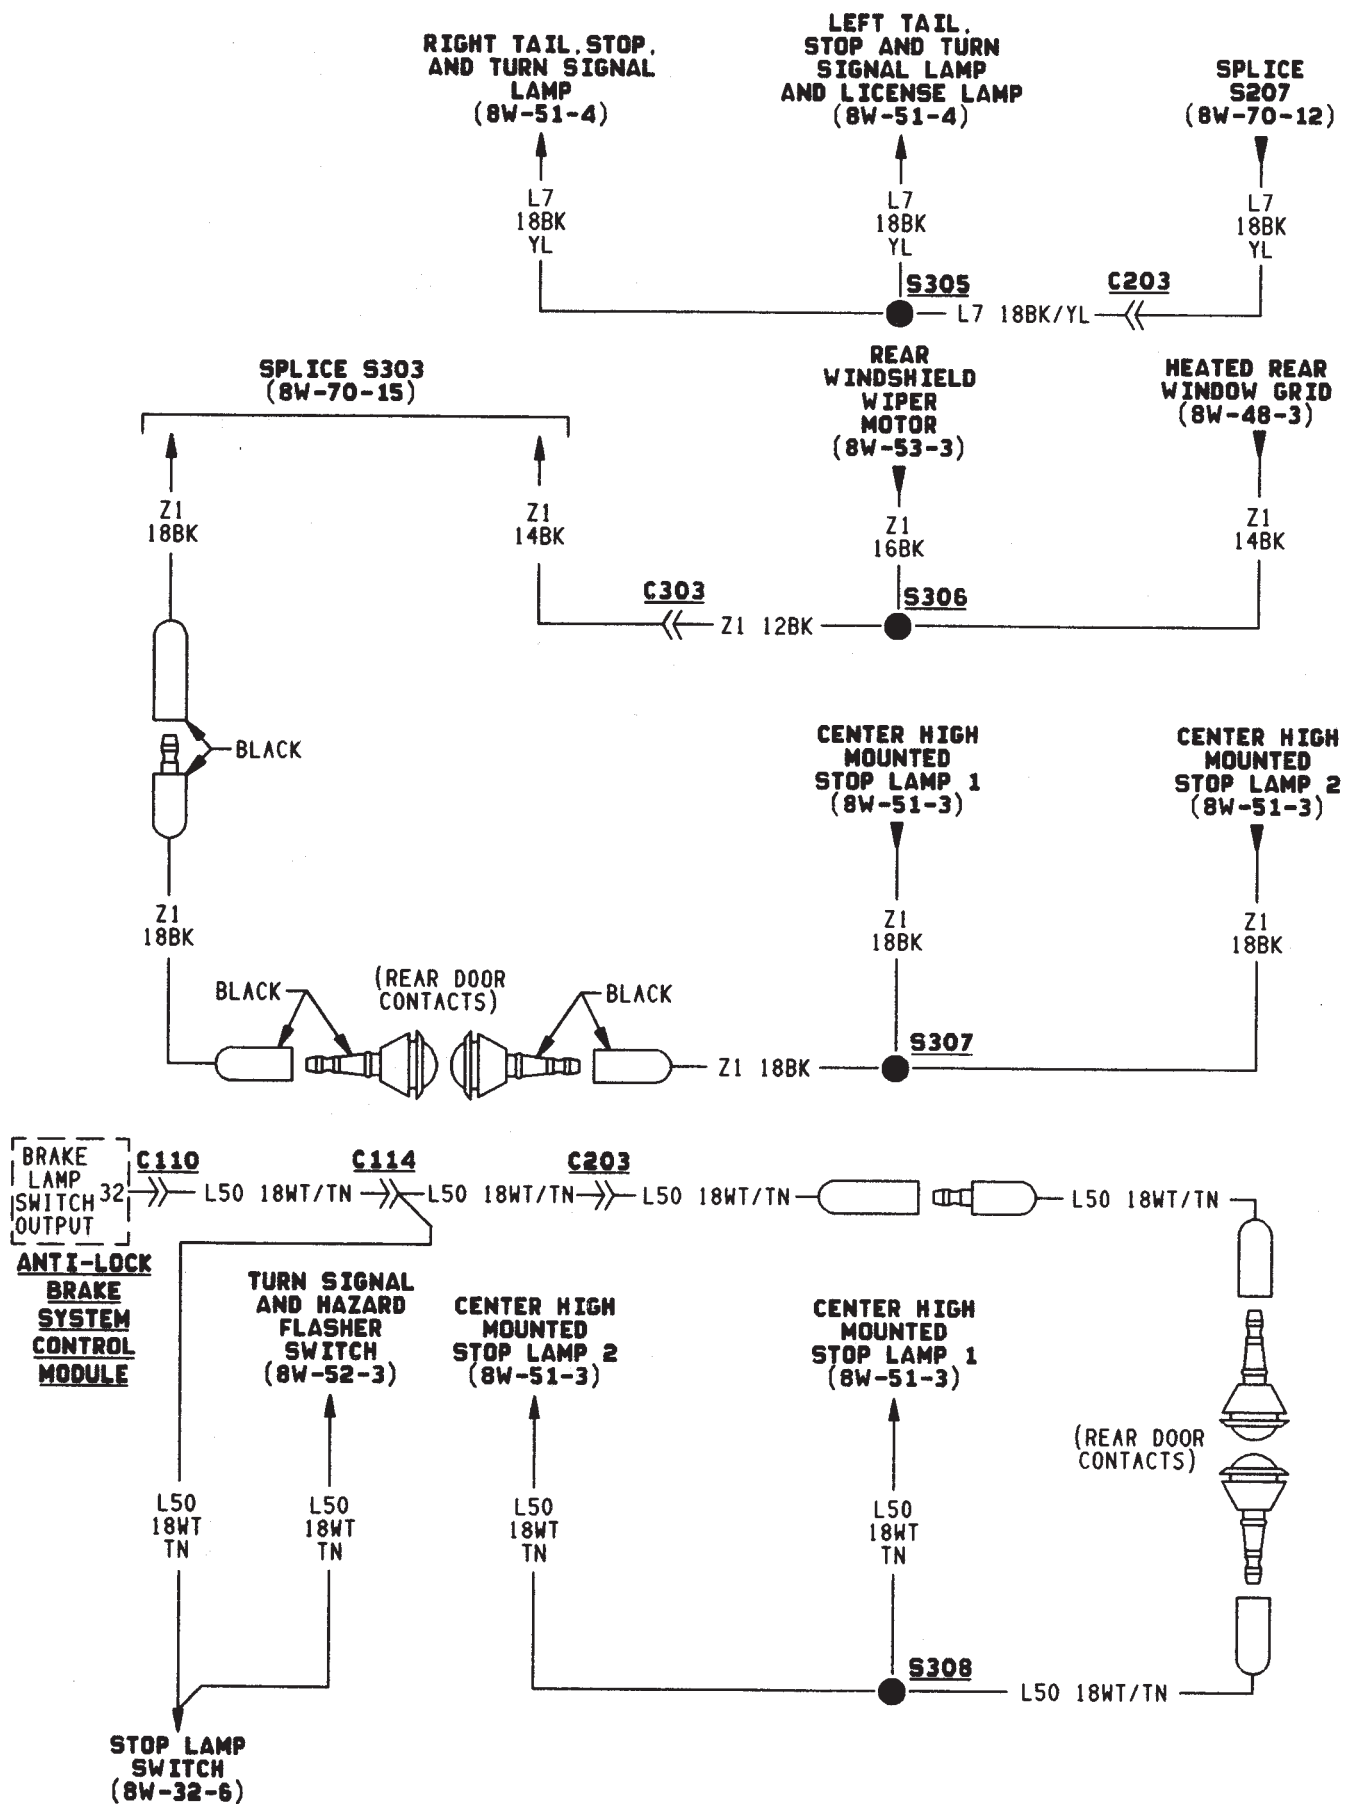 RIGHT TAIL, STOP,
AND TURN SIGNAL
LAMP
(8W-51-4)
LEFT TAIL,
STOP AND TURN
SIGNAL LAMP
AND LICENSE LAMP
(8W-51-4)
SPLICE
S207
(8W-70-12)
L7
18BK
YL
L7
18BK
YL
L7
18BK
YL
S305
L7 18BK/YL
C203
SPLICE S303
(8W-70-15)
REAR
WINDSHIELD
WIPER
MOTOR
(8W-53-3)
HEATED REAR
WINDOW GRID
(8W-48-3)
Z1
18BK
Z1
14BK
Z1
16BK
Z1
14BK
C303
Z1 12BK
S306
BLACK
CENTER HIGH
MOUNTED
STOP LAMP 1
(8W-51-3)
CENTER HIGH
MOUNTED
STOP LAMP 2
(8W-51-3)
Z1
18BK
Z1
18BK
Z1
18BK
BLACK
(REAR DOOR
CONTACTS)
BLACK
Z1 18BK
S307
BRAKE
LAMP
SWITCH
OUTPUT
32
C110
L50 18WT/TN
C114
L50 18WT/TN
C203
L50 18WT/TN
L50 18WT/TN
ANTI-LOCK
BRAKE
SYSTEM
CONTROL
MODULE
TURN SIGNAL
AND HAZARD
FLASHER
SWITCH
(8W-52-3)
CENTER HIGH
MOUNTED
STOP LAMP 2
(8W-51-3)
CENTER HIGH
MOUNTED
STOP LAMP 1
(8W-51-3)
(REAR DOOR
CONTACTS)
L50
18WT
TN
L50
18WT
TN
L50
18WT
TN
L50
18WT
TN
S308
L50 18WT/TN
STOP LAMP
SWITCH
(8W-32-6)